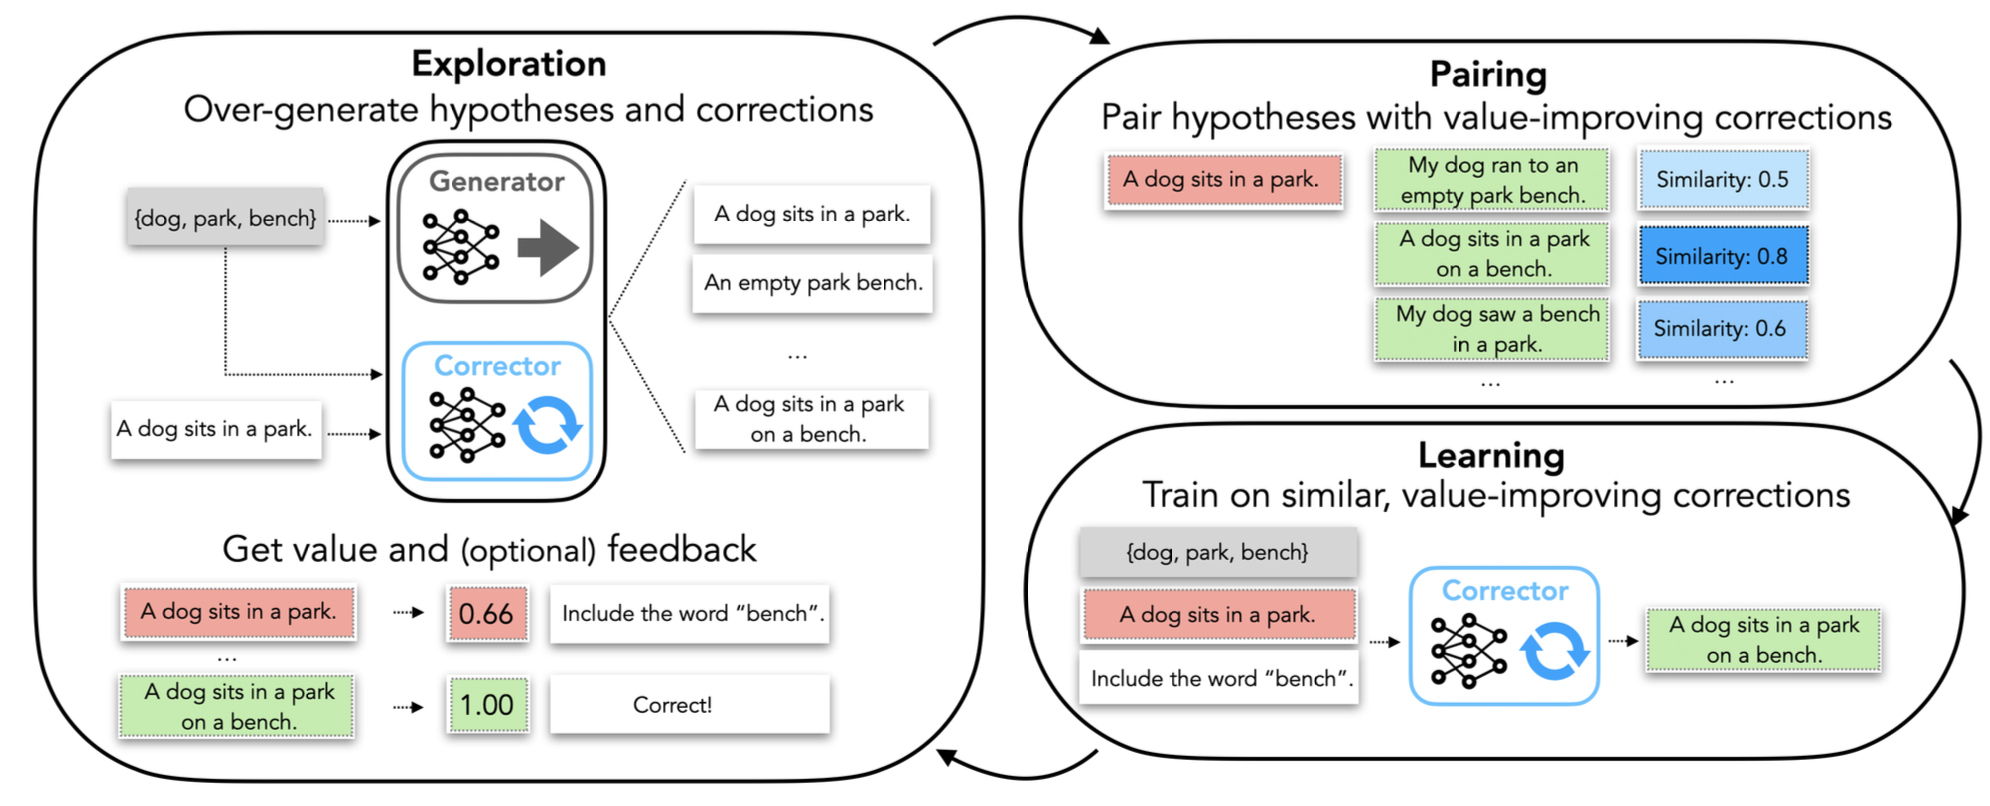 Exploration
Over-generate hypotheses and corrections
{dog, park, bench}
A dog sits in a park.
Generator
Corrector
A dog sits in a park.
An empty park bench.
...
A dog sits in a park
on a bench.
Get value and (optional) feedback
A dog sits in a park.
0.66
Include the word “bench”.
...
A dog sits in a park
on a bench.
1.00
Correct!
Pairing
Pair hypotheses with value-improving corrections
A dog sits in a park.
My dog ran to an
empty park bench.
Similarity: 0.5
A dog sits in a park
on a bench.
Similarity: 0.8
My dog saw a bench
in a park.
Similarity: 0.6
...
...
Learning
Train on similar, value-improving corrections
{dog, park, bench}
A dog sits in a park.
Include the word “bench”.
Corrector
A dog sits in a park
on a bench.